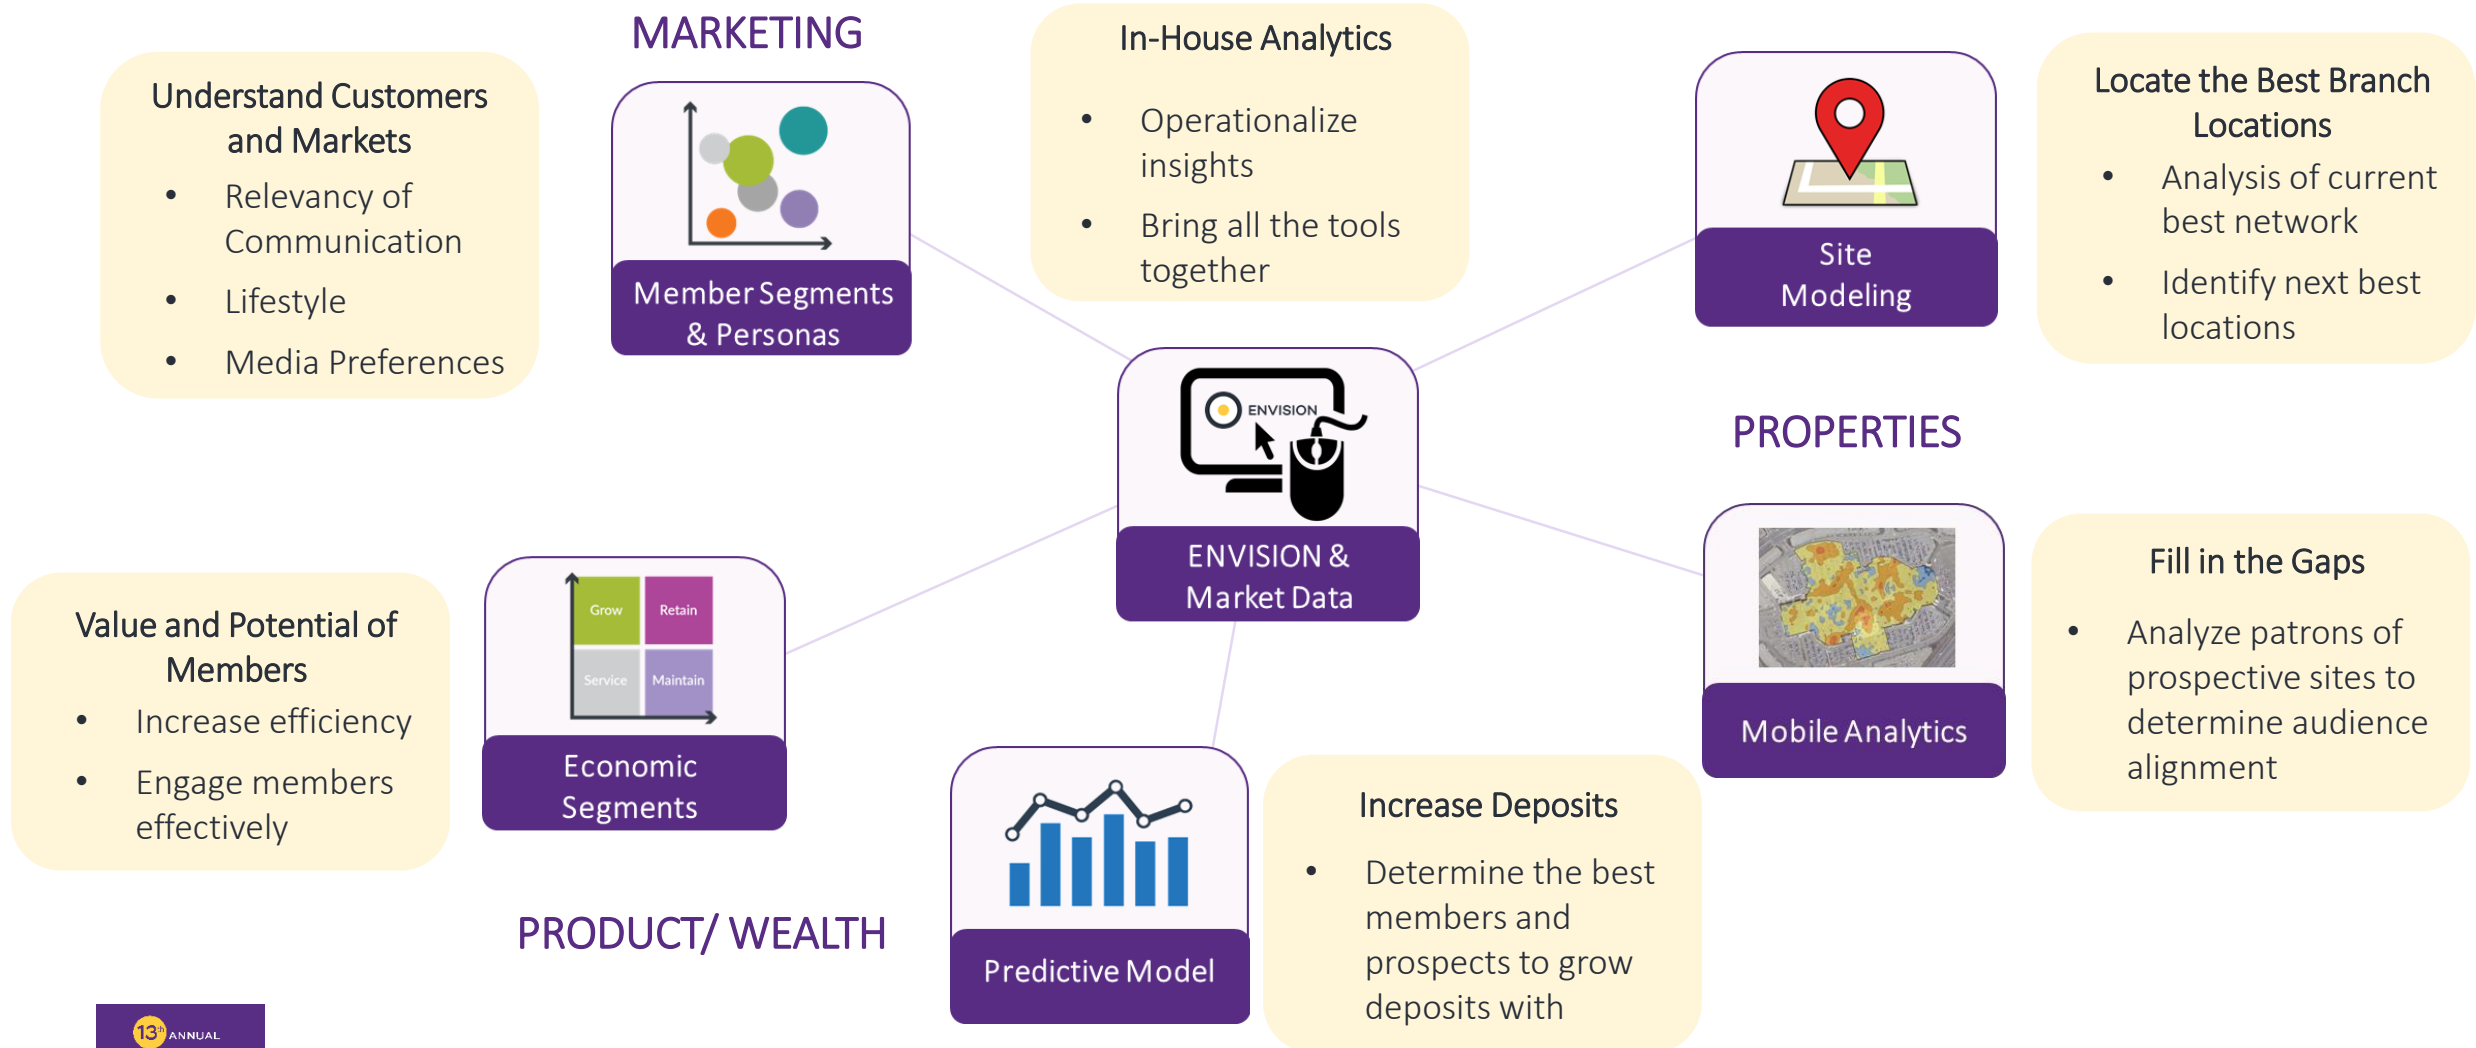 MARKETING
Understand Customers
and Markets
• Relevancy of
Communication
• Lifestyle
• Media Preferences
Member Segments
& Personas
In-House Analytics
• Operationalize
insights
• Bring all the tools
together
Site
Modeling
Locate the Best Branch
Locations
• Analysis of current
best network
• Identify next best
locations
ENVISION
ENVISION &
Market Data
PROPERTIES
Mobile Analytics
Fill in the Gaps
• Analyze patrons of
prospective sites to
determine audience
alignment
Value and Potential of
Members
• Increase efficiency
• Engage members
effectively
Grow
Retain
Service
Maintain
Economic
Segments
PRODUCT/ WEALTH
Predictive Model
Increase Deposits
• Determine the best
members and
prospects to grow
deposits with
13th ANNUAL